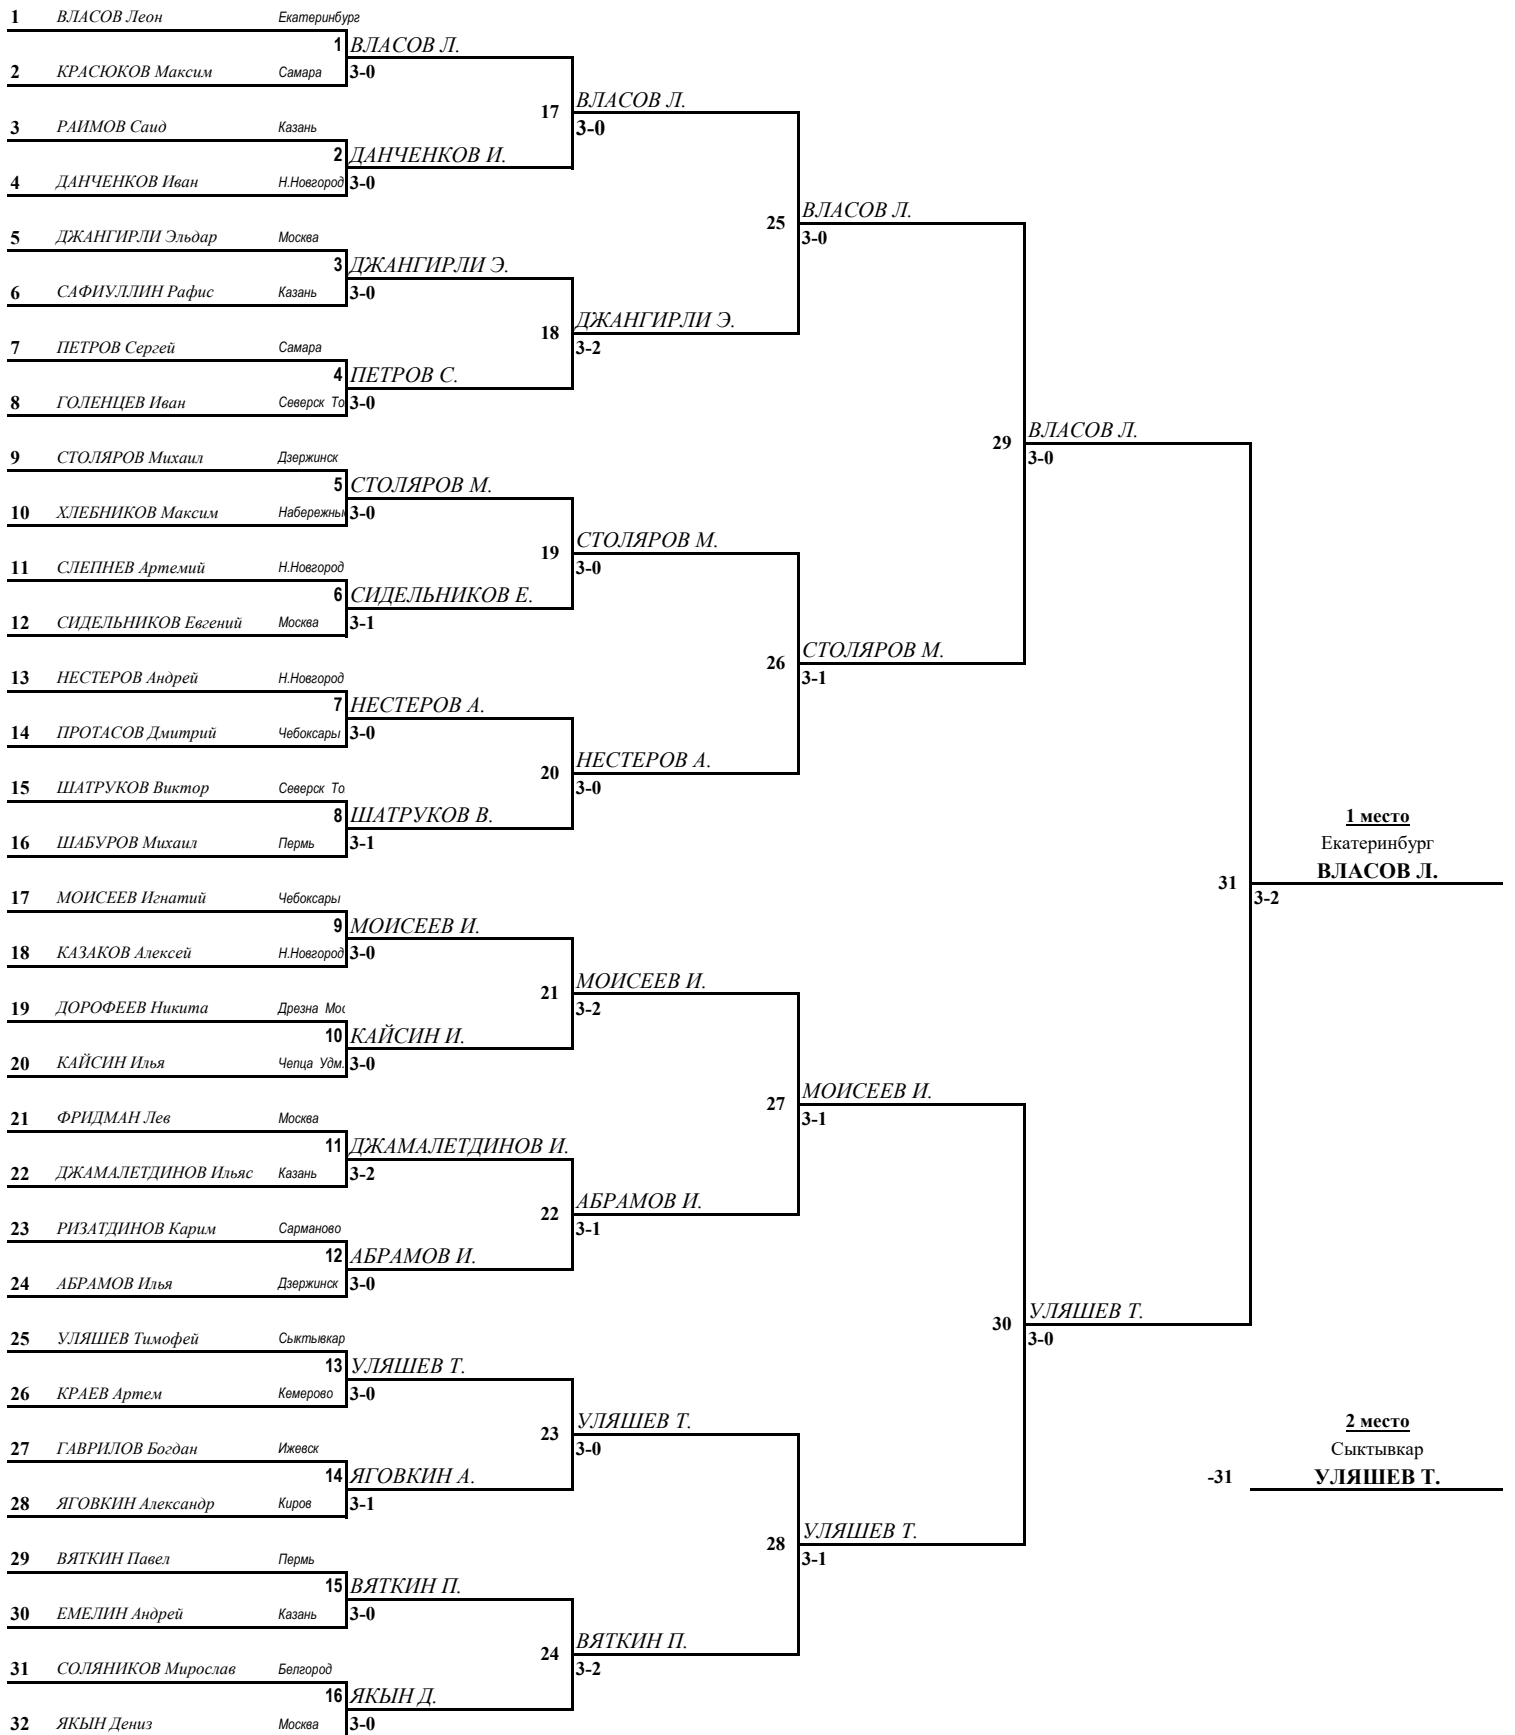 1 ВЛАСОВ Леон Екатеринбург
1 ВЛАСОВ Л.
2 КРАСЮКОВ Максим Самара 3-0
17 ВЛАСОВ Л.
3 РАИМОВ Саид Казань 3-0
2 ДАНЧЕНКОВ И.
4 ДАНЧЕНКОВ Иван Н.Новгород 3-0
25 ВЛАСОВ Л.
5 ДЖАНГИРЛИ Эльдар Москва 3-0
3 ДЖАНГИРЛИ Э.
6 САФИУЛЛИН Рафис Казань 3-0
18 ДЖАНГИРЛИ Э.
7 ПЕТРОВ Сергей Самара 3-2
4 ПЕТРОВ С.
8 ГОЛЕНЦЕВ Иван Северск То 3-0
29 ВЛАСОВ Л.
9 СТОЛЯРОВ Михаил Дзержинск 3-0
5 СТОЛЯРОВ М.
10 ХЛЕБНИКОВ Максим Набережны 3-0
19 СТОЛЯРОВ М.
11 СЛЕПНЕВ Артемий Н.Новгород 3-0
6 СИДЕЛЬНИКОВ Е.
12 СИДЕЛЬНИКОВ Евгений Москва 3-1
26 СТОЛЯРОВ М.
13 НЕСТЕРОВ Андрей Н.Новгород 3-1
7 НЕСТЕРОВ А.
14 ПРОТАСОВ Дмитрий Чебоксары 3-0
20 НЕСТЕРОВ А.
15 ШАТРУКОВ Виктор Северск То 3-0
8 ШАТРУКОВ В. 1 место
16 ШАБУРОВ Михаил Пермь 3-1 Екатеринбург
31 ВЛАСОВ Л.
17 МОИСЕЕВ Игнатий Чебоксары 3-2
9 МОИСЕЕВ И.
18 КАЗАКОВ Алексей Н.Новгород 3-0
21 МОИСЕЕВ И.
19 ДОРОФЕЕВ Никита Дрезна Мос 3-2
10 КАЙСИН И.
20 КАЙСИН Илья Чепца Удм. 3-0
27 МОИСЕЕВ И.
21 ФРИДМАН Лев Москва 3-1
11 ДЖАМАЛЕТДИНОВ И.
22 ДЖАМАЛЕТДИНОВ Ильяс Казань 3-2
22 АБРАМОВ И.
23 РИЗАТДИНОВ Карим Сарманово 3-1
12 АБРАМОВ И.
24 АБРАМОВ Илья Дзержинск 3-0
30 УЛЯШЕВ Т.
25 УЛЯШЕВ Тимофей Сыктывкар 3-0
13 УЛЯШЕВ Т.
26 КРАЕВ Артем Кемерово 3-0
23 УЛЯШЕВ Т. 2 место
27 ГАВРИЛОВ Богдан Ижевск 3-0 Сыктывкар
14 ЯГОВКИН А. -31 УЛЯШЕВ Т.
28 ЯГОВКИН Александр Киров 3-1
28 УЛЯШЕВ Т.
29 ВЯТКИН Павел Пермь 3-1
15 ВЯТКИН П.
30 ЕМЕЛИН Андрей Казань 3-0
24 ВЯТКИН П.
31 СОЛЯНИКОВ Мирослав Белгород 3-2
16 ЯКЫН Д.
32 ЯКЫН Дениз Москва 3-0